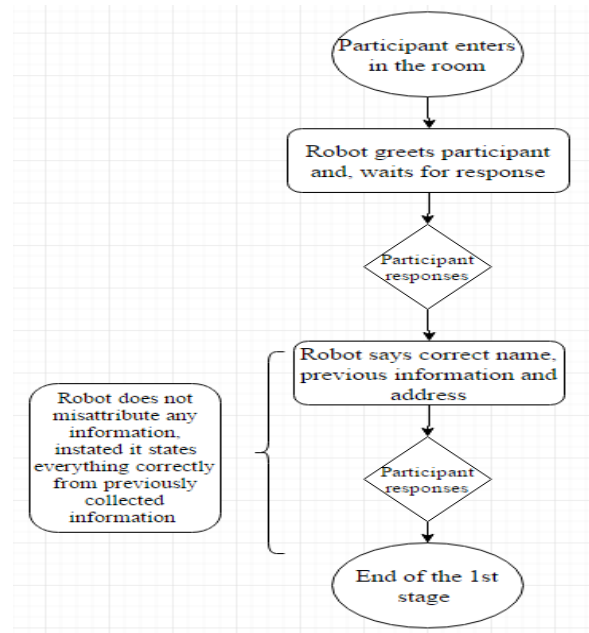 Participant enters
in the room
Robot greets participant
and, waits for response
Participant
responses
Robot says correct name,
previous information and
address
Robot does not
misattribute any
information,
instated it states
everything correctly
from previously
collected
information
Participant
responses
End of the 1st
stage